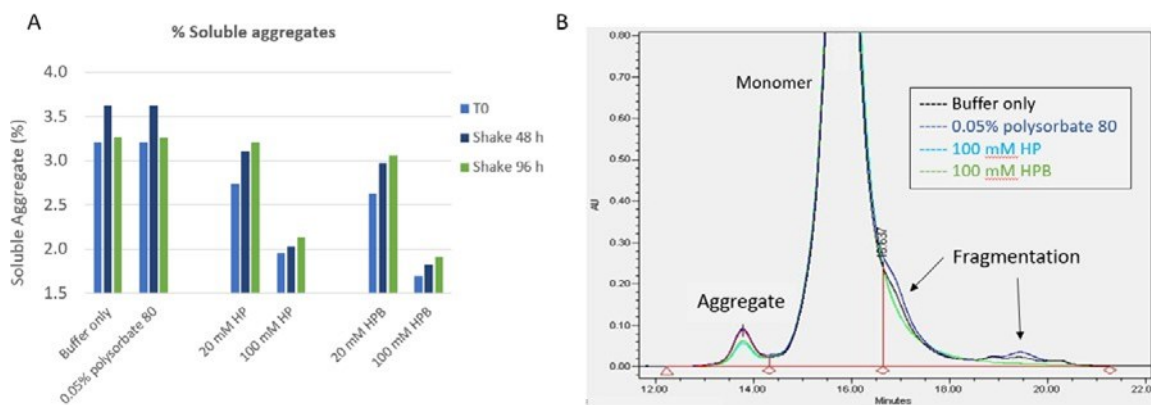 A
% Soluble aggregates
Soluble Aggregate (%)
4.0
3.5
3.0
2.5
2.0
1.5
Buffer only
0.05% polysorbate 80
20 mM HP
100 mM HP
20 mM HPB
100 mM HPB
T0
Shake 48 h
Shake 96 h
B
AU
0.80
0.70
0.60
0.50
0.40
0.30
0.20
0.10
0.00
Monomer
Aggregate
Fragmentation
16.637
Buffer only
0.05% polysorbate 80
100 mM HP
100 mM HPB
12.00
14.00
16.00
18.00
20.00
22.0
Minutes